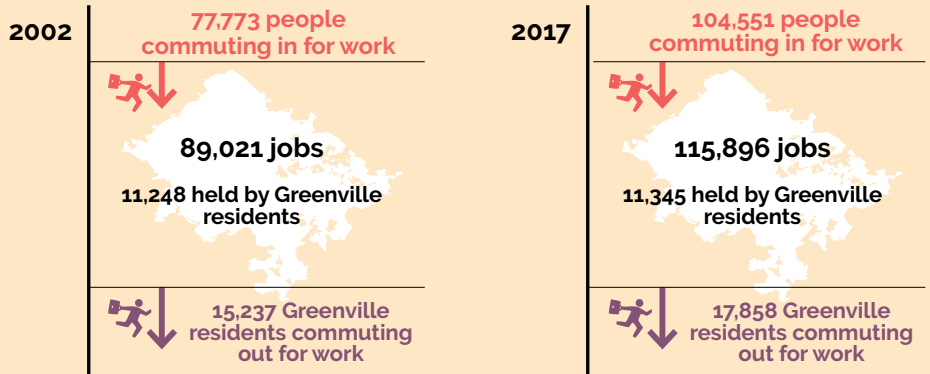 2002
77,773 people
commuting in for work
89,021 jobs
11,248 held by Greenville
residents
15,237 Greenville
residents commuting
out for work
2017
104,551 people
commuting in for work
115,896 jobs
11,345 held by Greenville
residents
17,858 Greenville
residents commuting
out for work